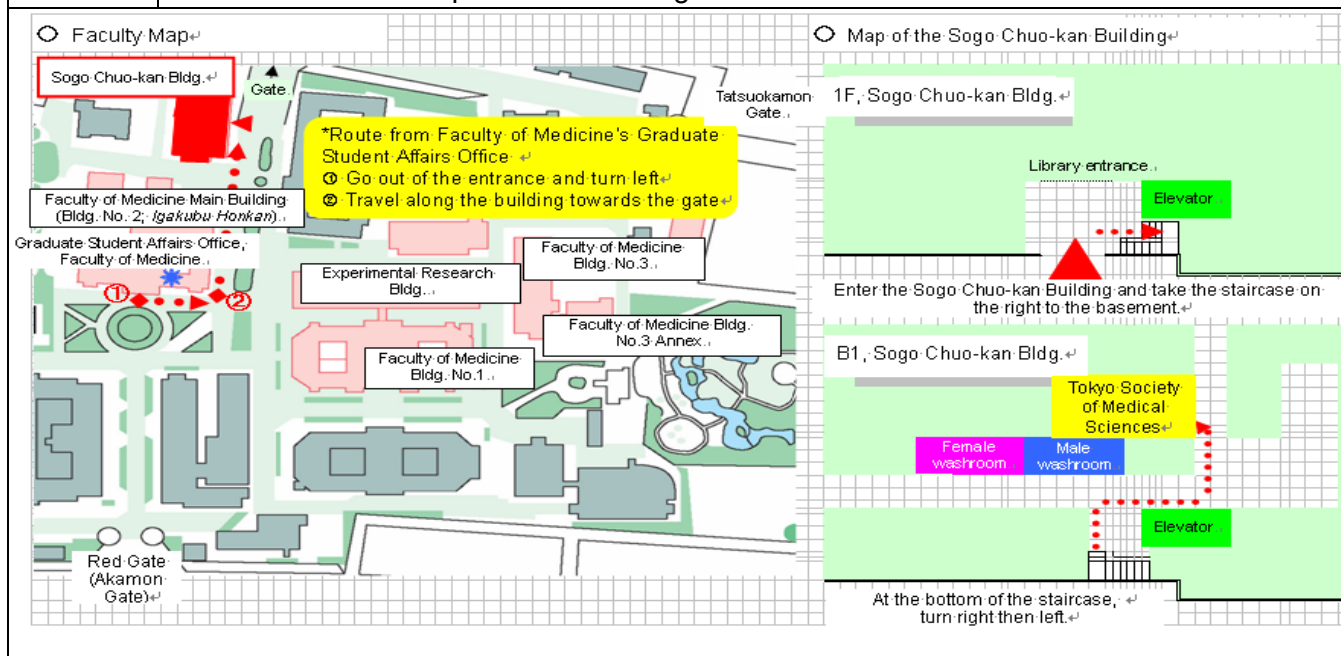 Faculty Map
Sogo Chuo-kan Bldg.
Gate.
Tatsuokamon
Gate.
*Route from Faculty of Medicine's Graduate
Student Affairs Office
① Go out of the entrance and turn left
② Travel along the building towards the gate
Faculty of Medicine Main Building
(Bldg. No. 2; Igakubu Honkan).
Graduate Student Affairs Office,
Faculty of Medicine.
①
②
Experimental Research
Bldg..
Faculty of Medicine
Bldg. No.3.
Faculty of Medicine Bldg.
No.3 Annex.
Faculty of Medicine
Bldg. No.1.
Red Gate
(Akamon
Gate)
Map of the Sogo Chuo-kan Building
1F, Sogo Chuo-kan Bldg.
Library entrance.
Elevator
Enter the Sogo Chuo-kan Building and take the staircase on
the right to the basement.
B1, Sogo Chuo-kan Bldg.
Tokyo Society
of Medical
Sciences
Female
washroom
Male
washroom
Elevator
At the bottom of the staircase,
turn right then left.